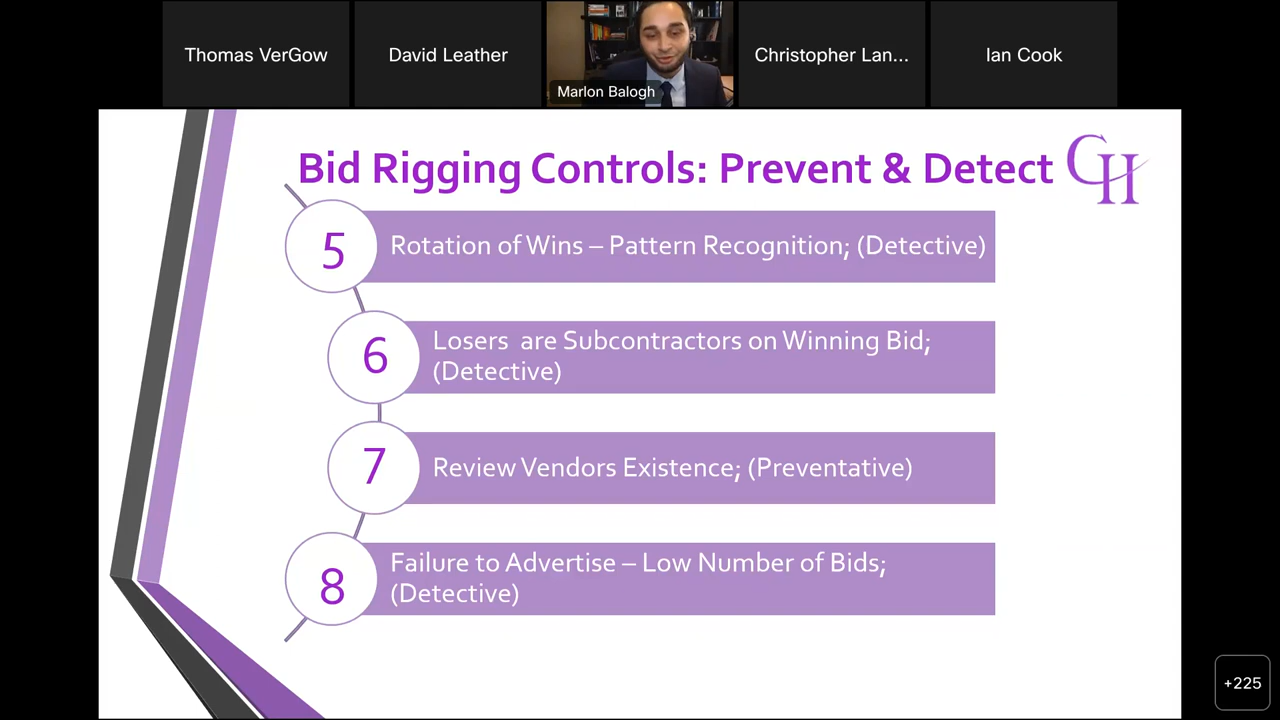 Thomas VerGow
David Leather
Marlon Balogh
Christopher Lan...
Ian Cook
Bid Rigging Controls: Prevent & Detect
CH
5
Rotation of Wins – Pattern Recognition; (Detective)
6
Losers are Subcontractors on Winning Bid;
(Detective)
7
Review Vendors Existence; (Preventative)
8
Failure to Advertise – Low Number of Bids;
(Detective)
+225